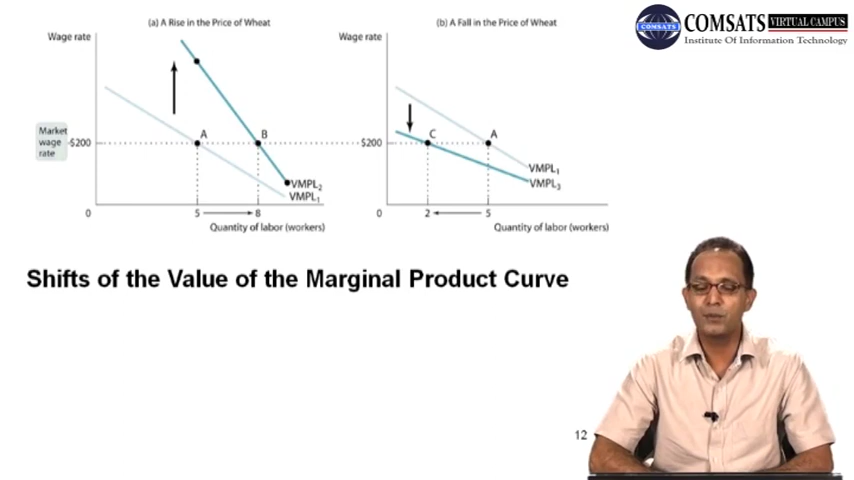 (a) A Rise in the Price of Wheat
Wage rate
Market
wage
rate
$200
A
B
VMPL2
VMPL1
0
5
8
Quantity of labor (workers)
(b) A Fall in the Price of Wheat
Wage rate
$200
C
A
VMPL1
VMPL3
0
2
5
Quantity of labor (workers)
COMSATS
COMSATS VIRTUAL CAMPUS
Institute Of Information Technology
Shifts of the Value of the Marginal Product Curve
12